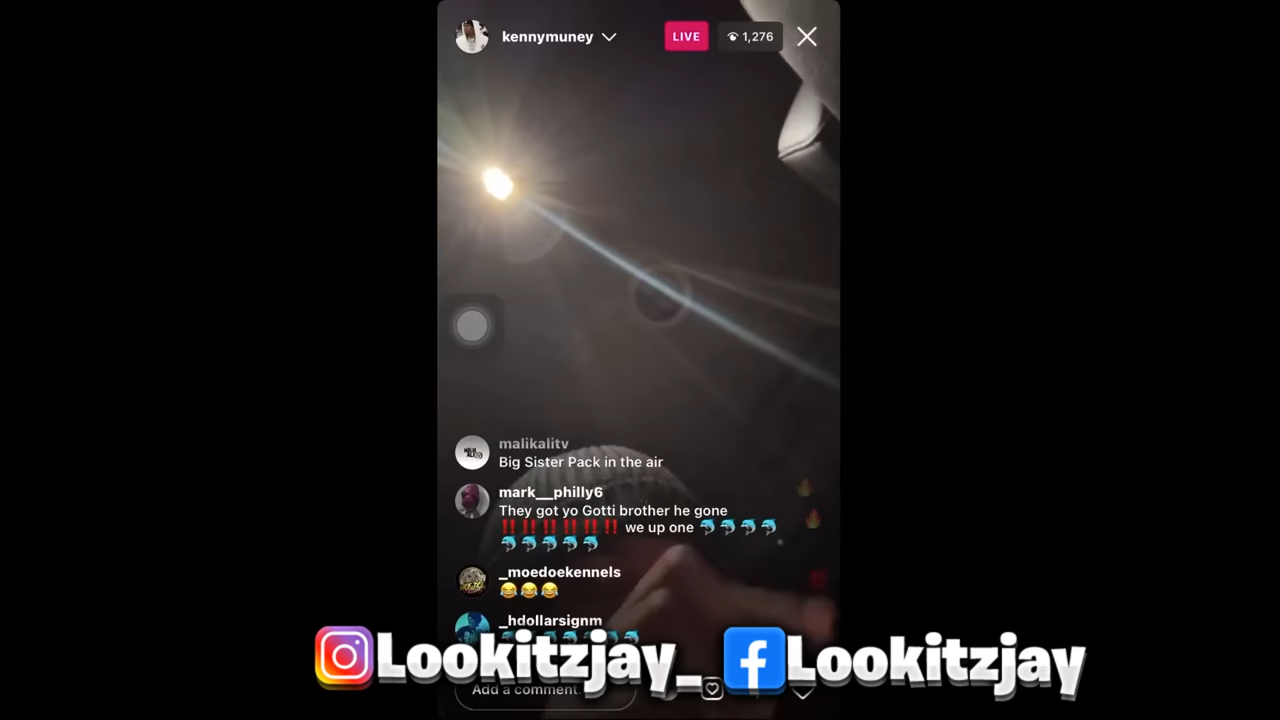 kennymuney
LIVE
1,276
malikalitv
Big Sister Pack in the air
mark__philly6
They got yo Gotti brother he gone
‼️‼️‼️‼️‼️‼️ we up one 🐬🐬🐬🐬
🐬🐬🐬🐬🐬
_moedoekennels
😂😂😂
_hdollarsignm
Lookitzjay_ Lookitzjay
Add a comment